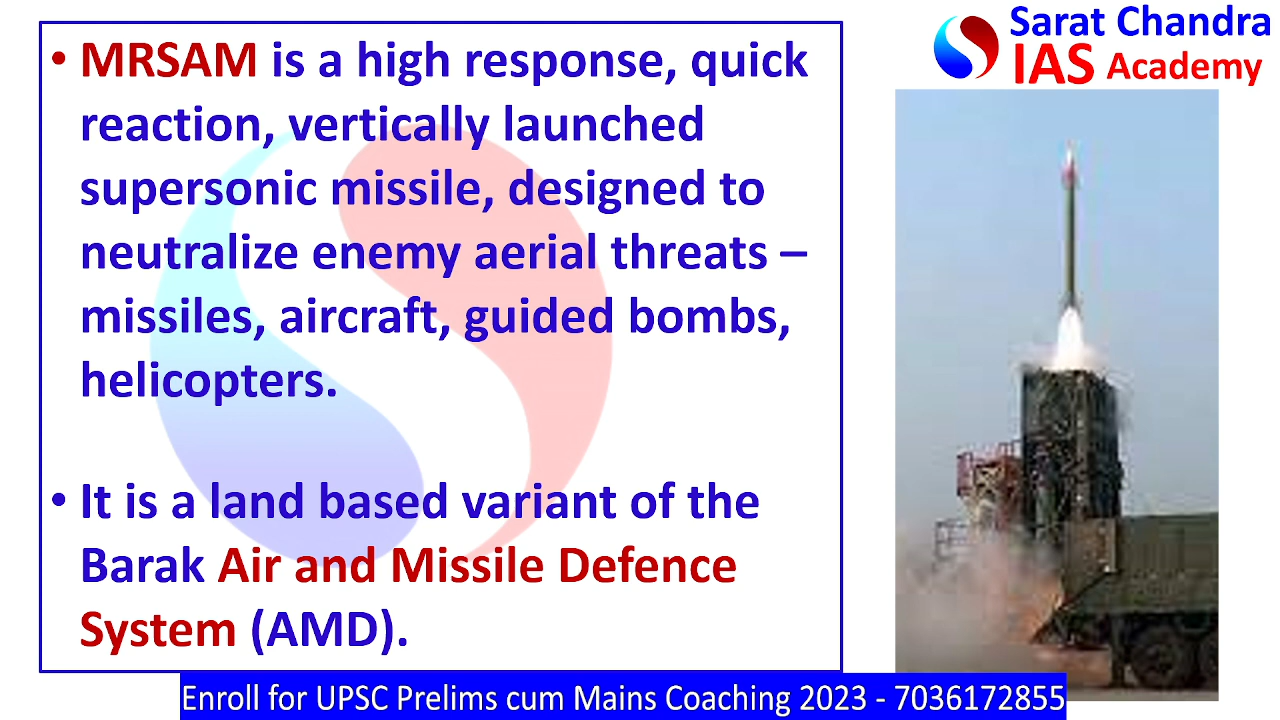 Sarat Chandra
IAS Academy
• MRSAM is a high response, quick
reaction, vertically launched
supersonic missile, designed to
neutralize enemy aerial threats –
missiles, aircraft, guided bombs,
helicopters.
• It is a land based variant of the
Barak Air and Missile Defence
System (AMD).
Enroll for UPSC Prelims cum Mains Coaching 2023 - 7036172855